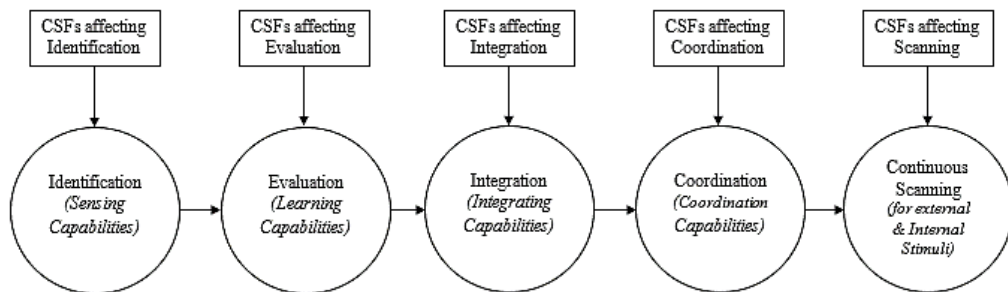 CSFs affecting
Identification
CSFs affecting
Evaluation
CSFs affecting
Integration
CSFs affecting
Coordination
CSFs affecting
Scanning
Identification
(Sensing
Capabilities)
Evaluation
(Learning
Capabilities)
Integration
(Integrating
Capabilities)
Coordination
(Coordination
Capabilities)
Continuous
Scanning
(for external
& Internal
Stimuli)